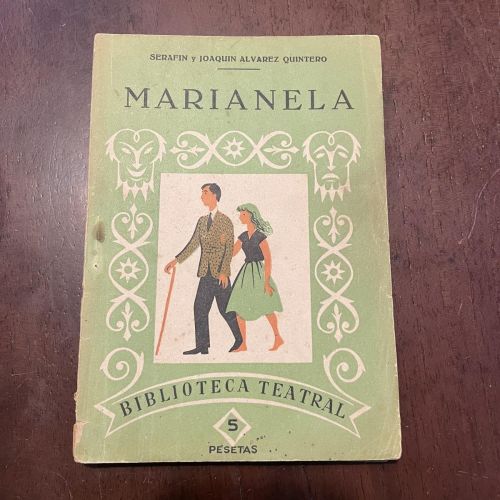 SERAFIN y JOAQUIN ALVAREZ QUINTERO
MARIANELA
BIBLIOTECA TEATRAL
5
PESETAS